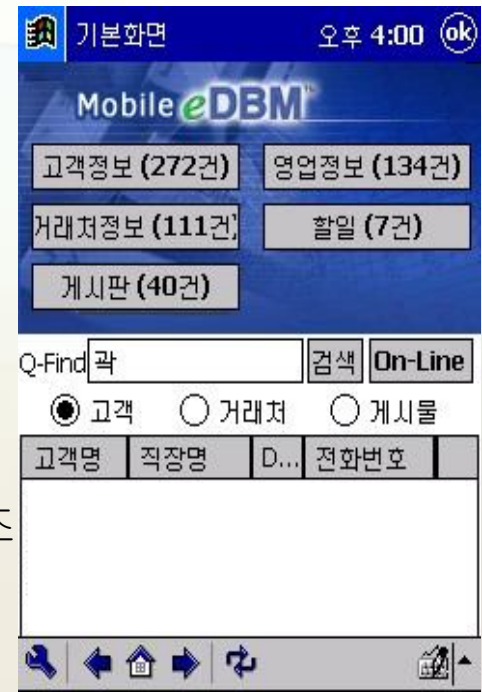 기본화면 오후 4:00 ok
Mobile eDBM™
고객정보 (272건) 영업정보 (134건)
거래처정보 (111건) 할일 (7건)
게시판 (40건)
Q-Find 곽 검색 On-Line
고객 거래처 게시물
고객명 직장명 D... 전화번호